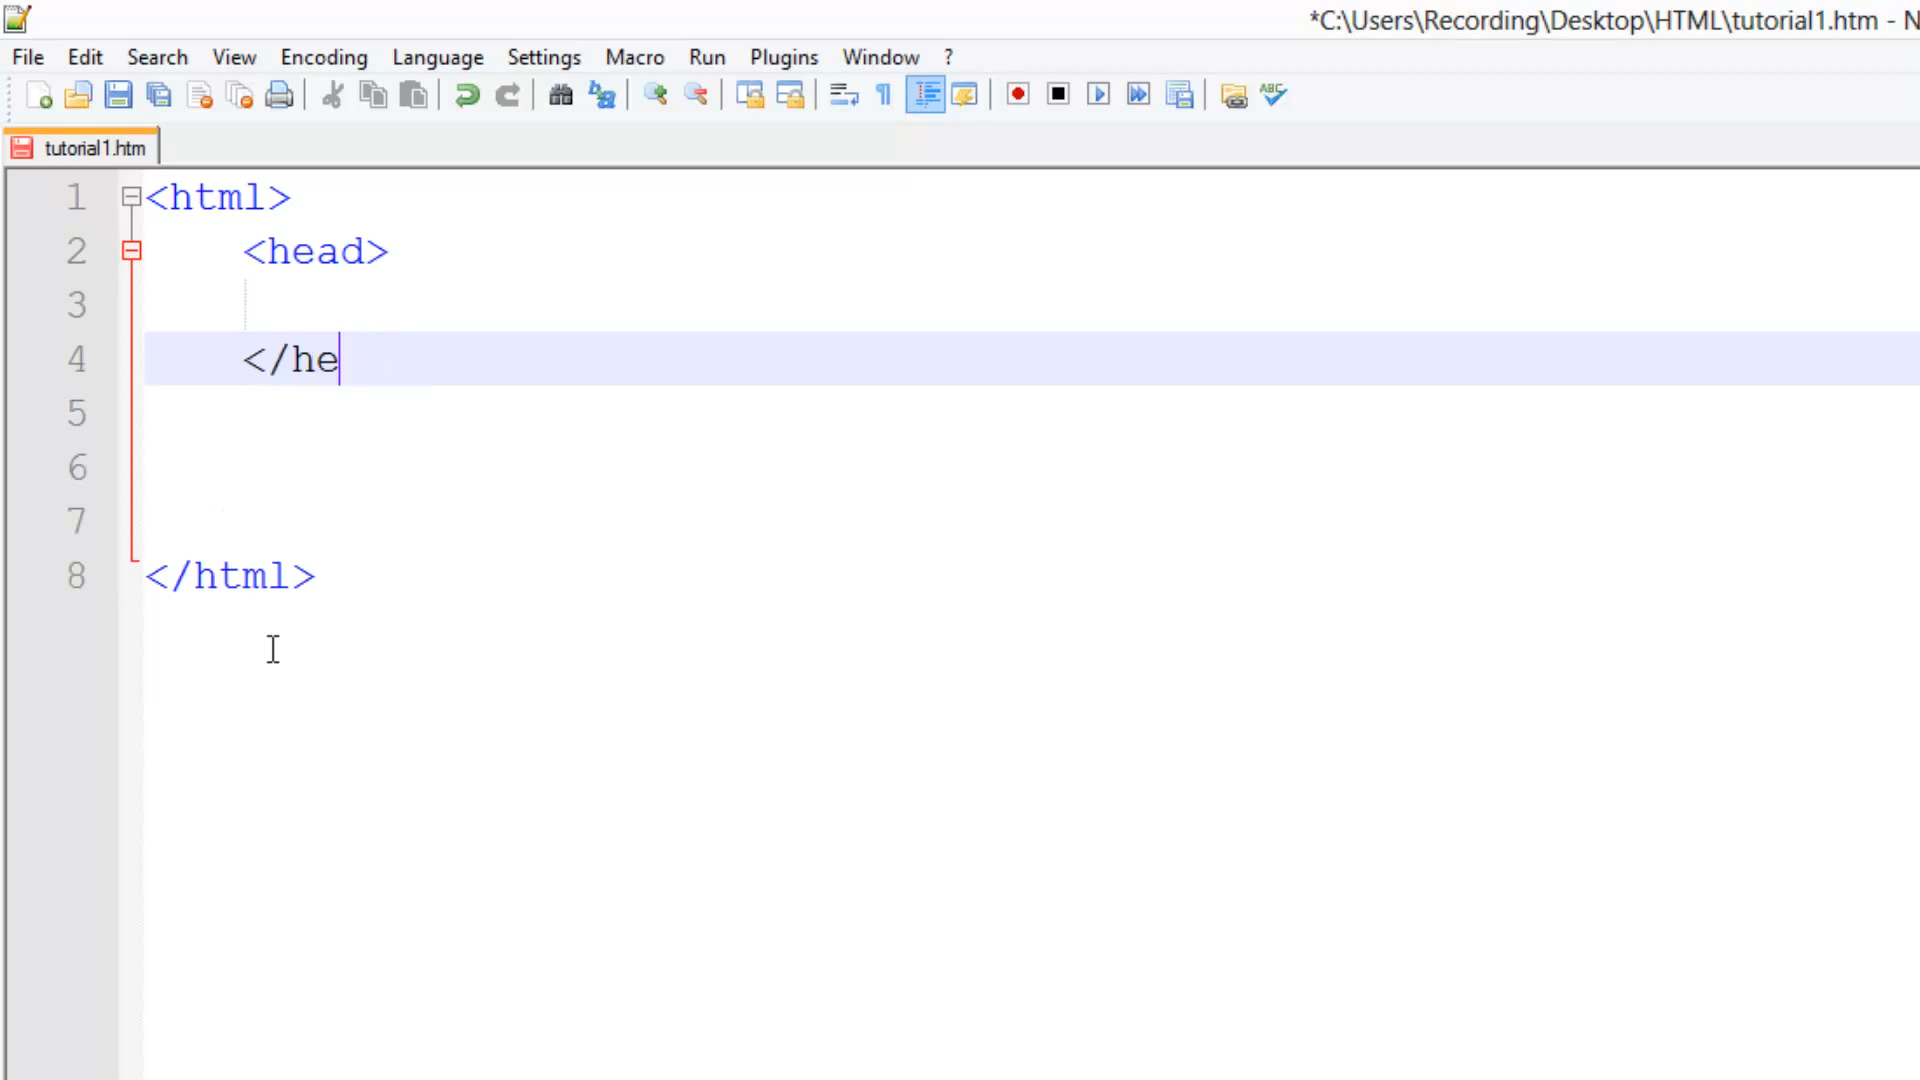 *C:\Users\Recording\Desktop\HTML\tutorial1.htm - N
File Edit Search View Encoding Language Settings Macro Run Plugins Window ?
ABC
tutorial1.htm
1 <html>
2 <head>
3
4 </he
5
6
7
8 </html>